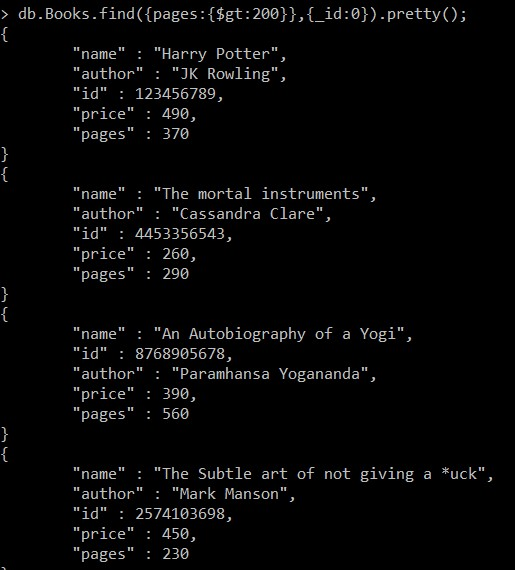 > db.Books.find({pages:{$gt:200}},{_id:0}).pretty();
{
"name" : "Harry Potter",
"author" : "JK Rowling",
"id" : 123456789,
"price" : 490,
"pages" : 370
}
{
"name" : "The mortal instruments",
"author" : "Cassandra Clare",
"id" : 4453356543,
"price" : 260,
"pages" : 290
}
{
"name" : "An Autobiography of a Yogi",
"id" : 8768905678,
"author" : "Paramhansa Yogananda",
"price" : 390,
"pages" : 560
}
{
"name" : "The Subtle art of not giving a *uck",
"author" : "Mark Manson",
"id" : 2574103698,
"price" : 450,
"pages" : 230
}